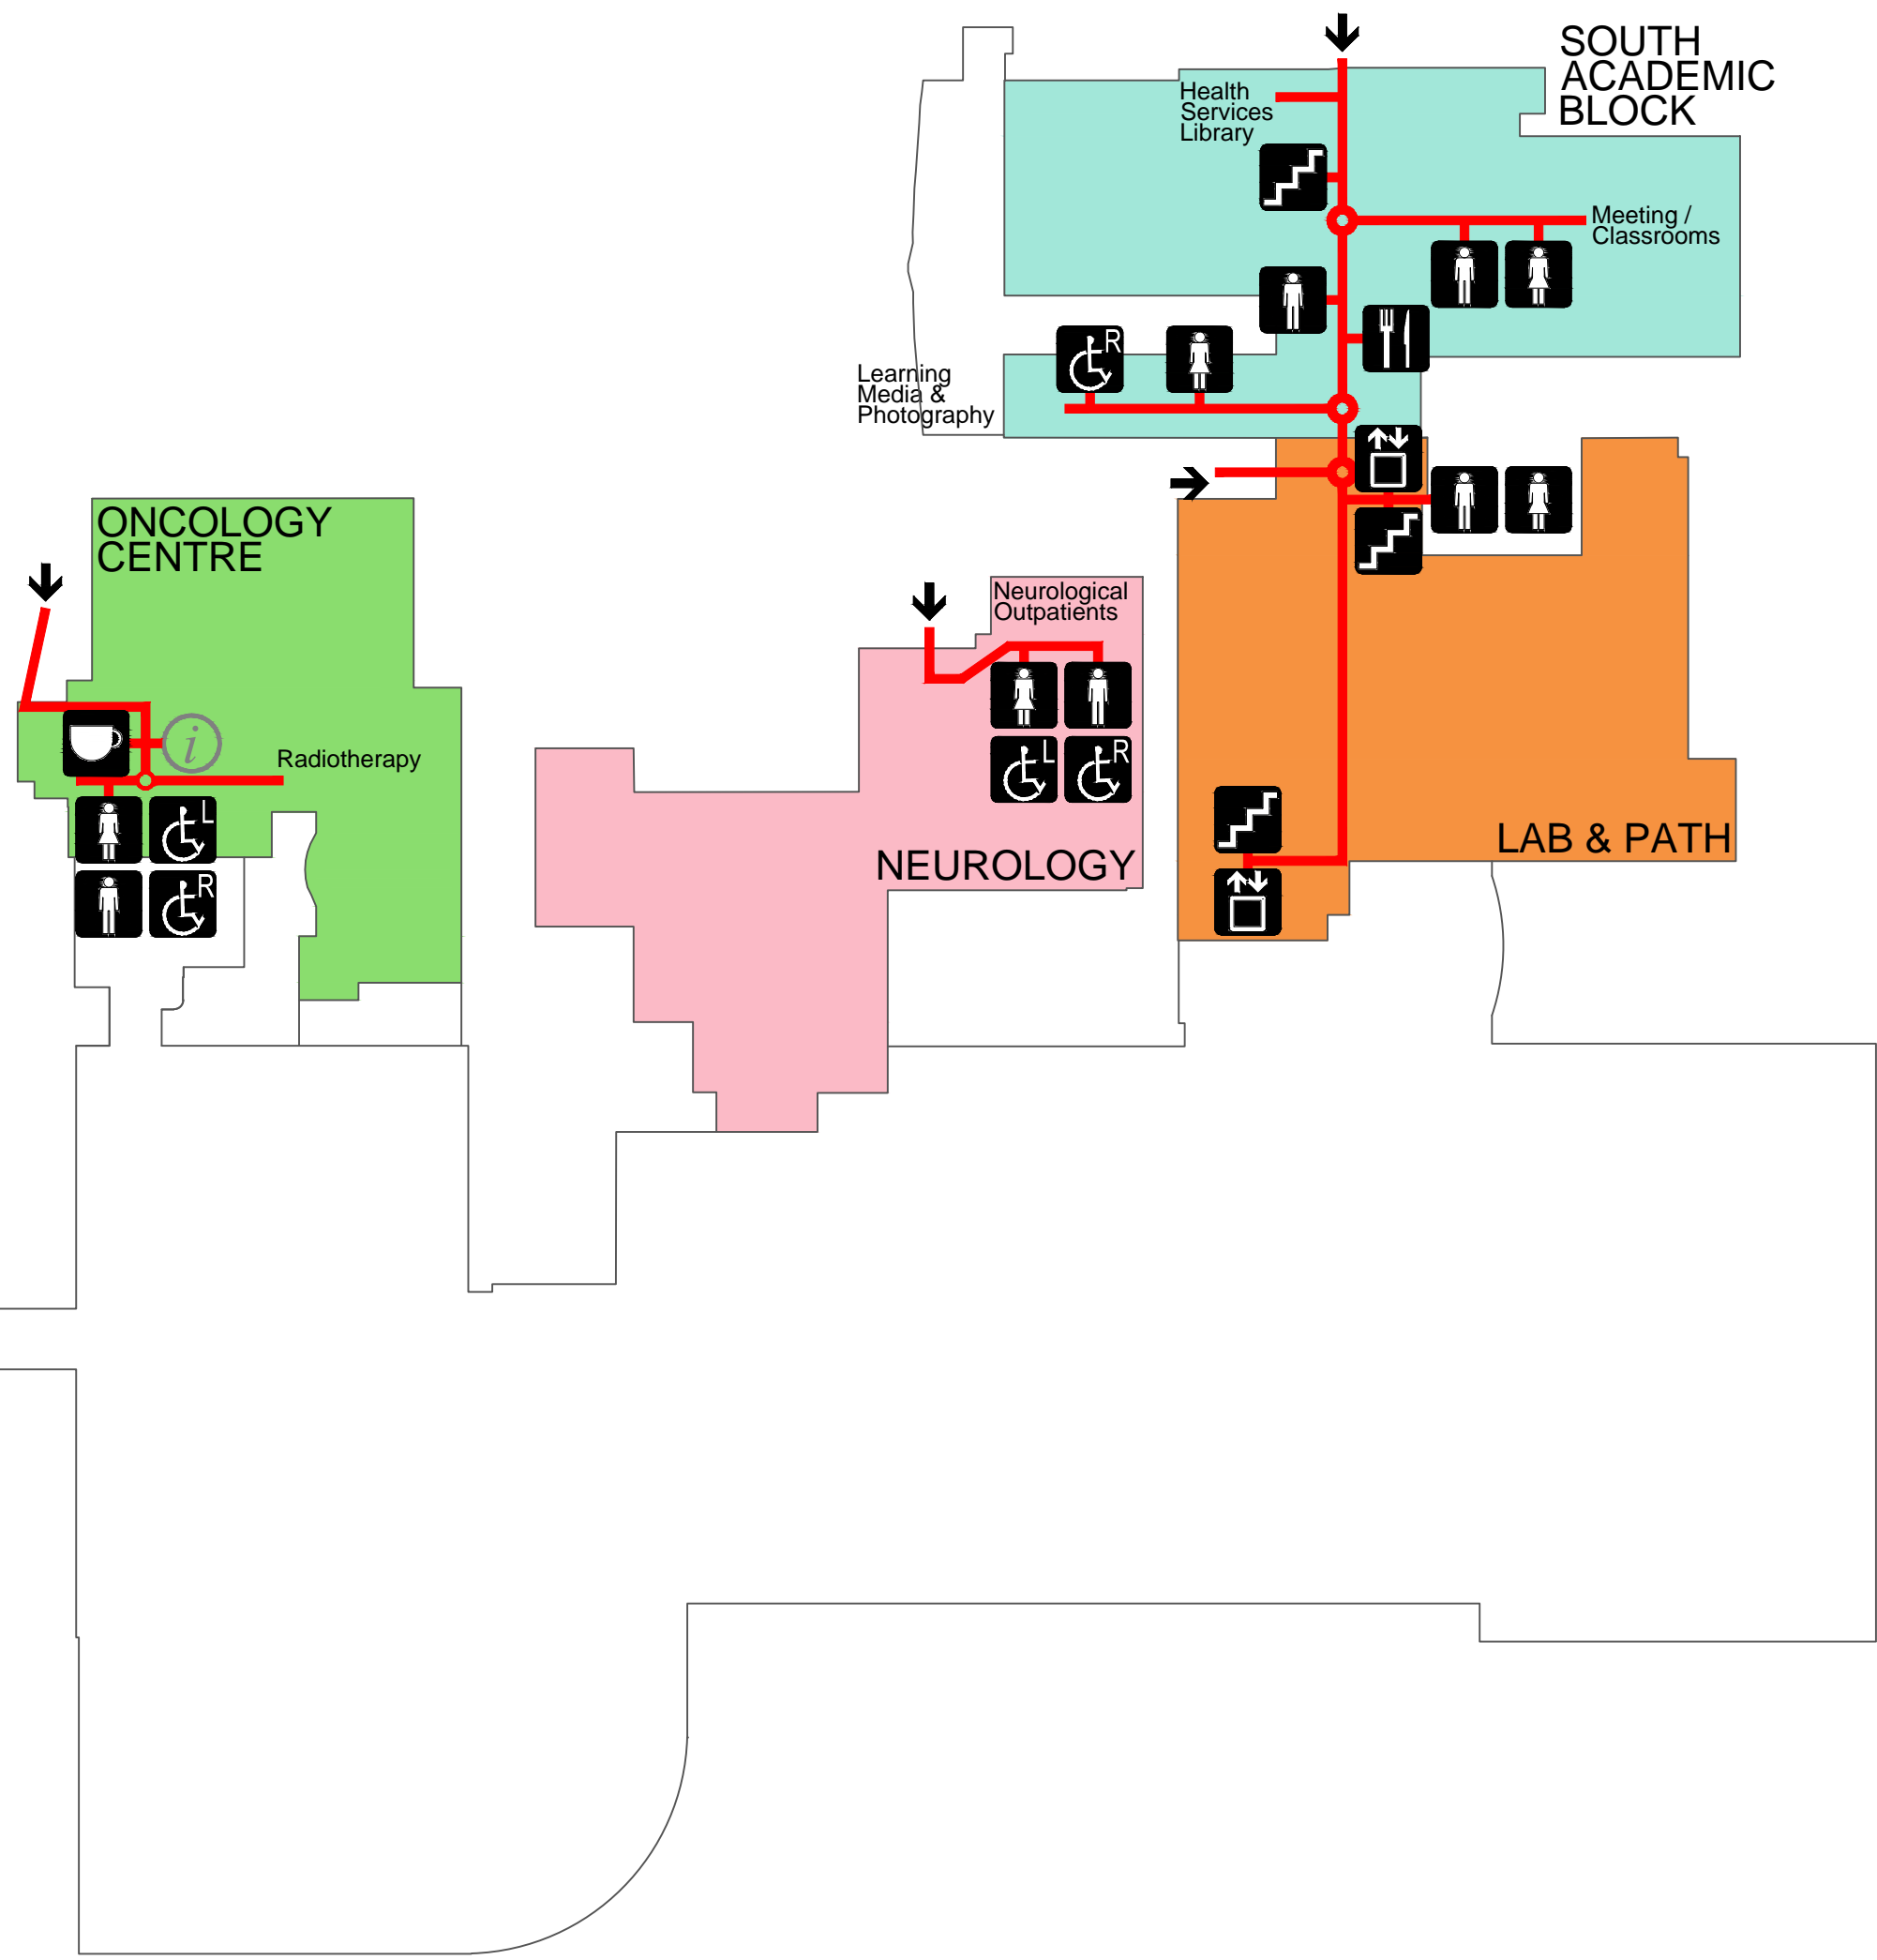 SOUTH
ACADEMIC
BLOCK
Health
Services
Library
Meeting /
Classrooms
R
Learning
Media &
Photography
ONCOLOGY
CENTRE
Neurological
Outpatients
i
Radiotherapy
L
R
L
R
NEUROLOGY
LAB & PATH